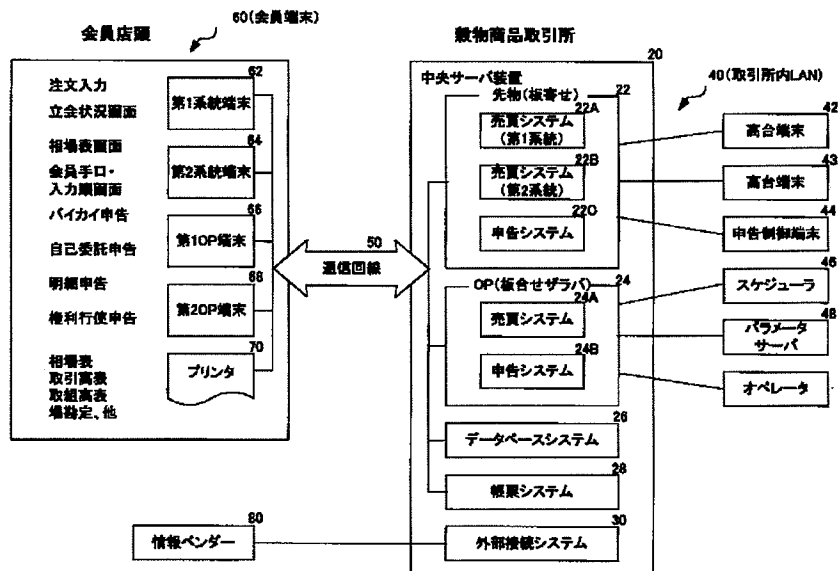 会員店頭
60(会員端末)
注文入力
立会状況画面
相場表画面
会員手口・
入力順画面
バイカイ申告
自己委託申告
明細申告
権利行使申告
相場表
取引高表
取組高表
場勘定、他
62
第1系統端末
64
第2系統端末
66
第1OP端末
68
第2OP端末
70
プリンタ
50
通信回線
穀物商品取引所
20
中央サーバ装置
先物(板寄せ)
22
22A
売買システム
(第1系統)
22B
売買システム
(第2系統)
22C
申告システム
OP(板合せザラバ)
24
24A
売買システム
24B
申告システム
26
データベースシステム
28
帳票システム
30
外部接続システム
80
情報ベンダー
40(取引所内LAN)
42
高台端末
43
高台端末
44
申告制御端末
46
スケジューラ
48
パラメータ
サーバ
オペレータ